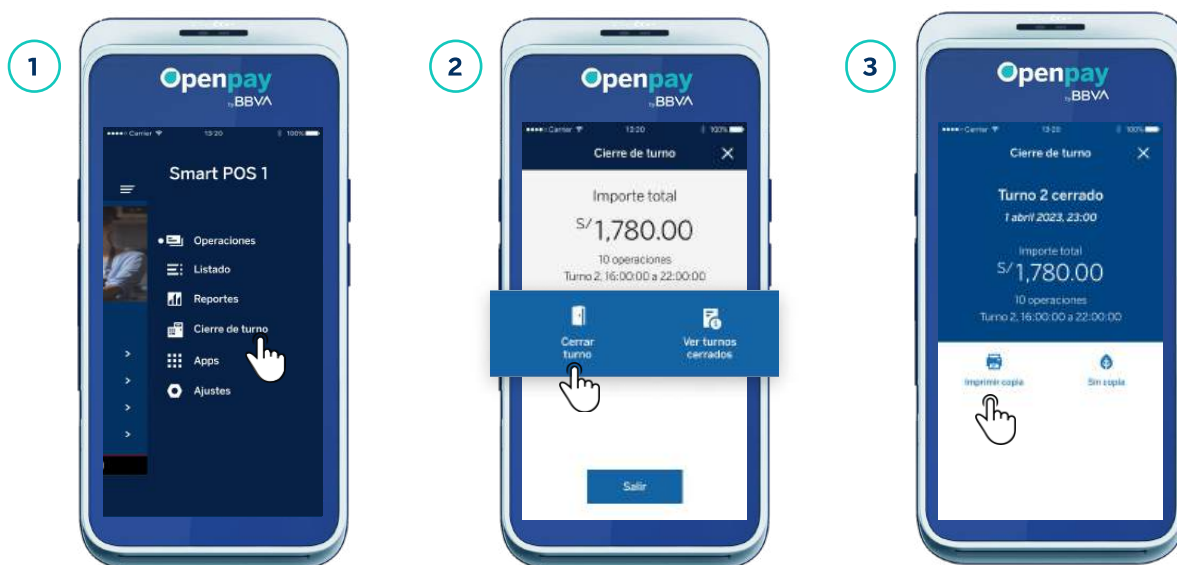 1
Openpay
by BBVA
Carrier 13:20 100%
Smart POS 1
Operaciones
Listado
Reportes
Cierre de turno
Apps
Ajustes
2
Openpay
by BBVA
Carrier 13:20 100%
Cierre de turno
Importe total
S/1,780.00
10 operaciones
Turno 2, 16:00:00 a 22:00:00
Cerrar turno
Ver turnos cerrados
Salir
3
Openpay
by BBVA
Carrier 13:20 100%
Cierre de turno
Turno 2 cerrado
1 abril 2023, 23:00
Importe total
S/1,780.00
10 operaciones
Turno 2, 16:00:00 a 22:00:00
Imprimir copia
Sin copia